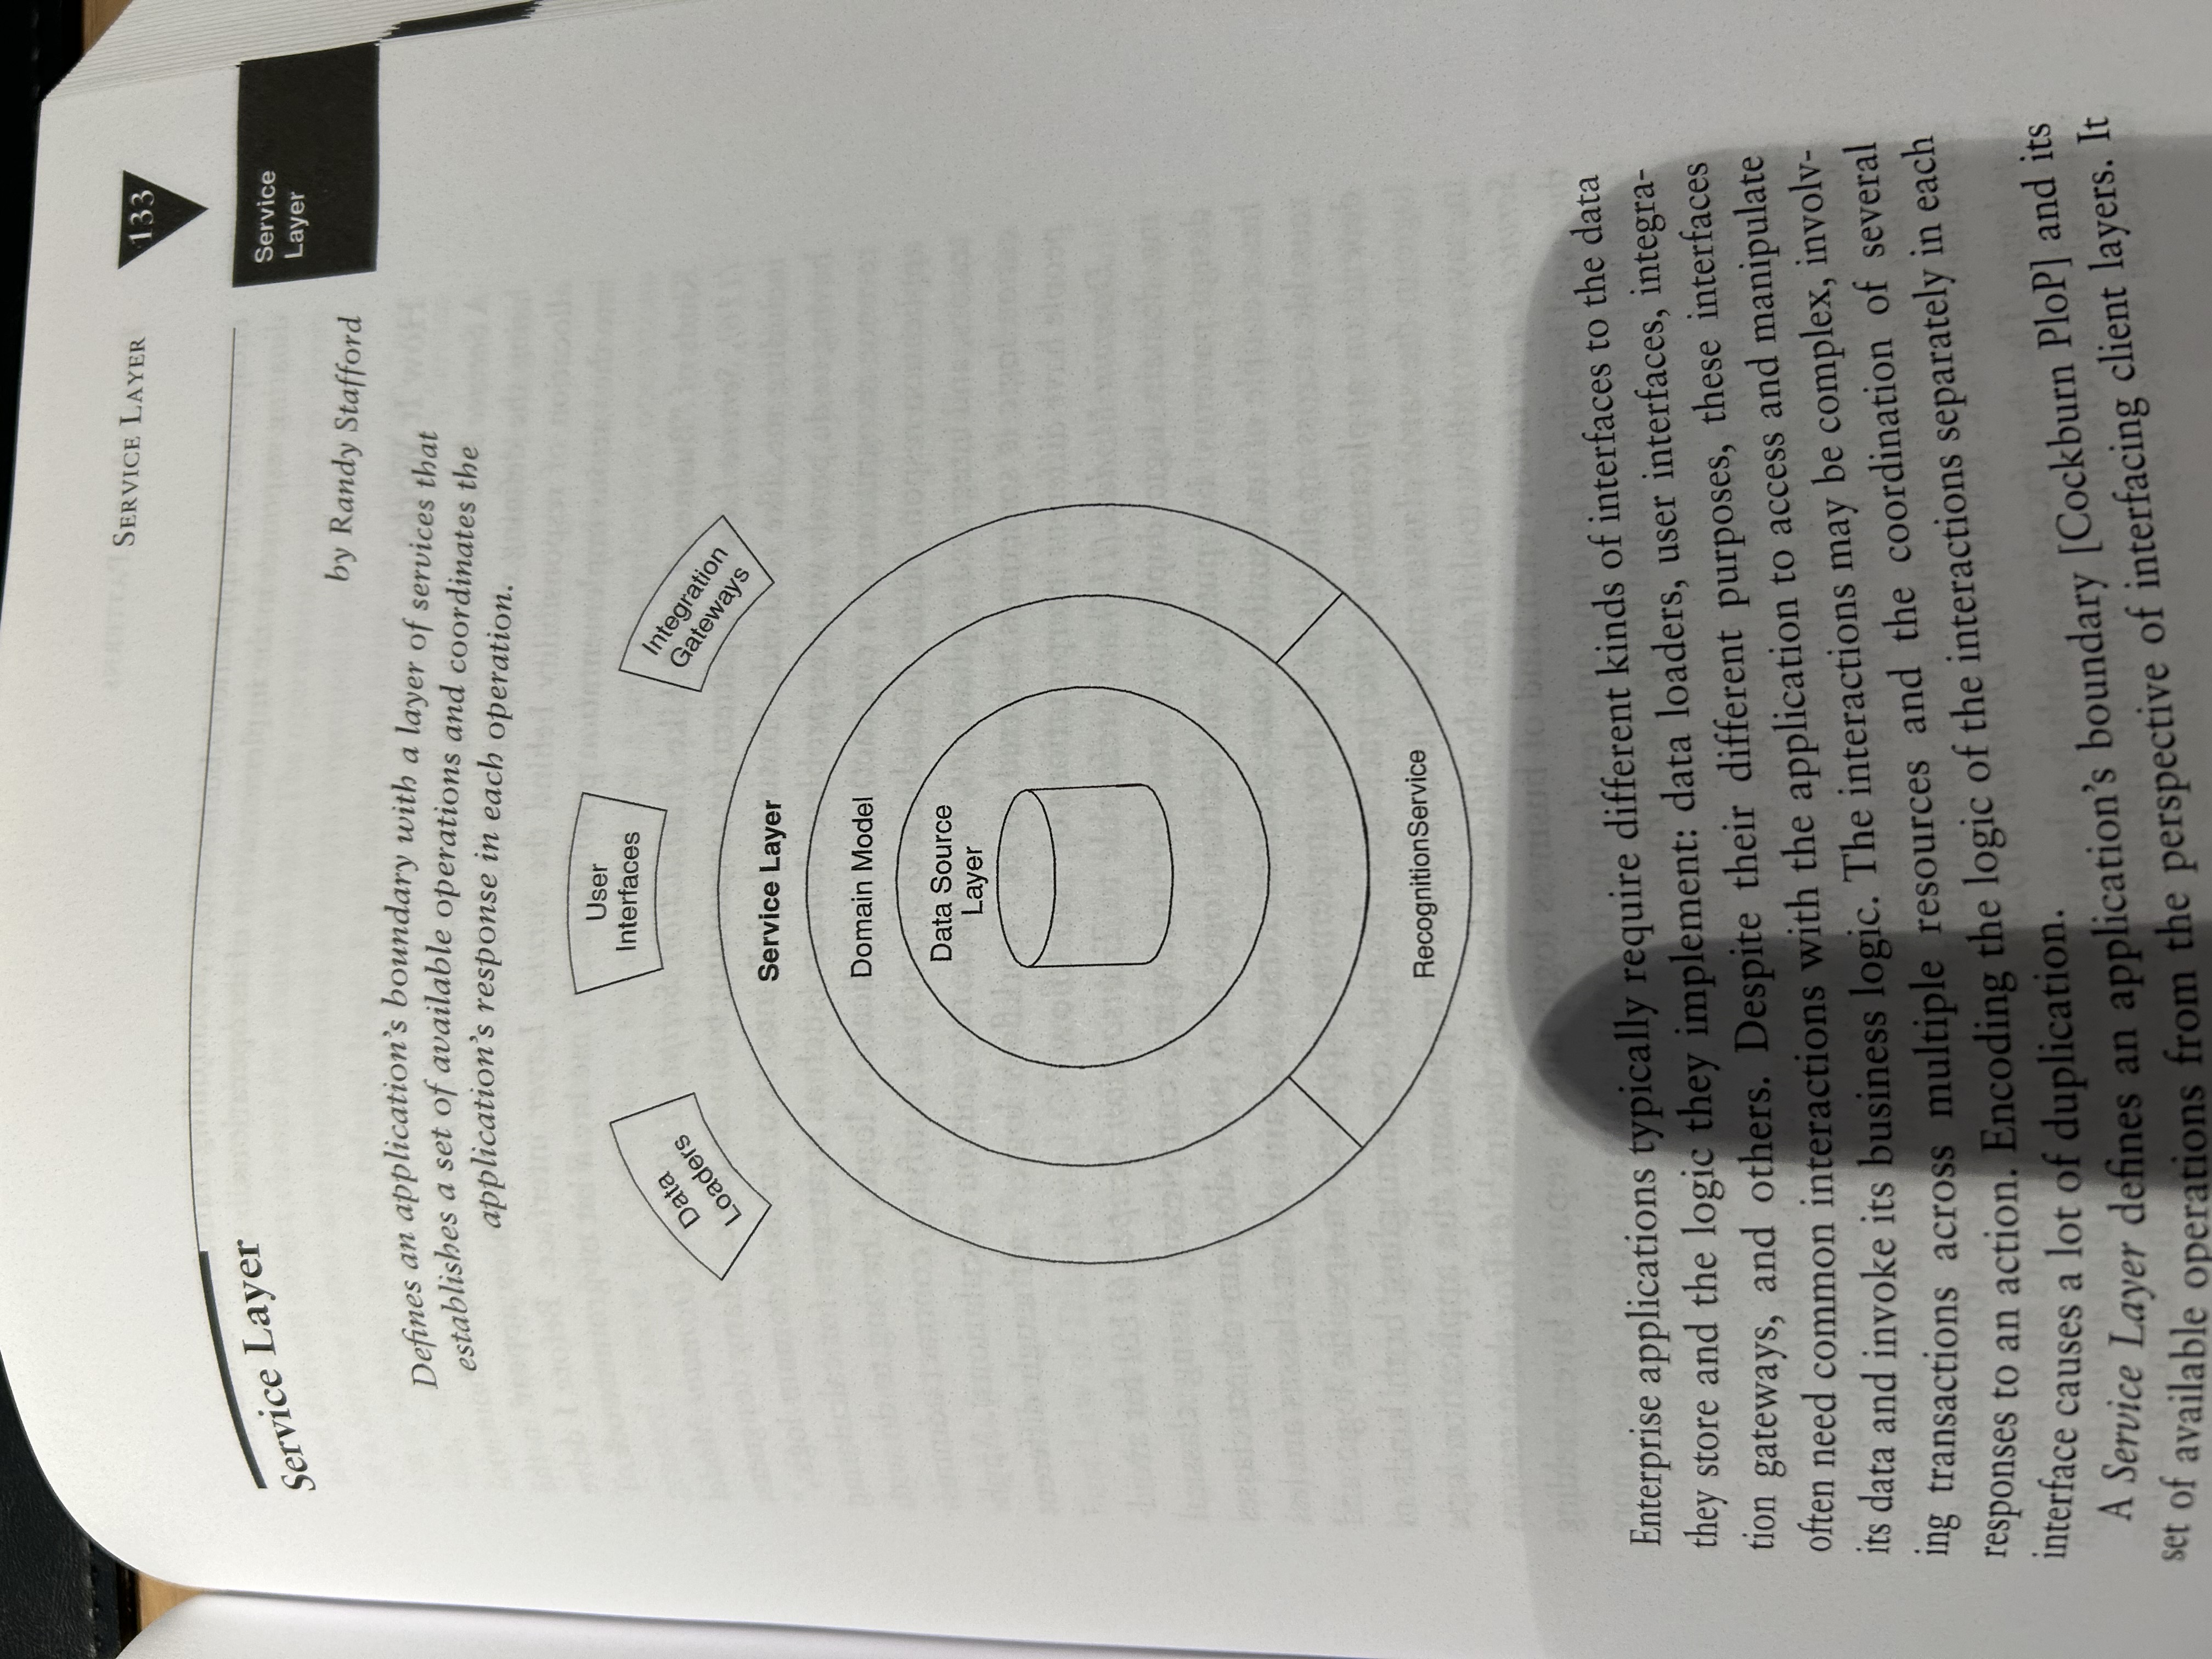 SERVICE LAYER
133
Service Layer
Service
Layer
by Randy Stafford
Defines an application's boundary with a layer of services that
establishes a set of available operations and coordinates the
application's response in each operation.
Data
Loaders
User
Interfaces
Integration
Gateways
Service Layer
Domain Model
Data Source
Layer
RecognitionService
Enterprise applications typically require different kinds of interfaces to the data
they store and the logic they implement: data loaders, user interfaces, integra-
tion gateways, and others. Despite their different purposes, these interfaces
often need common interactions with the application to access and manipulate
its data and invoke its business logic. The interactions may be complex, involv-
ing transactions across multiple resources and the coordination of several
responses to an action. Encoding the logic of the interactions separately in each
interface causes a lot of duplication.
A Service Layer defines an application's boundary [Cockburn PloP] and its
set of available operations from the perspective of interfacing client layers. It